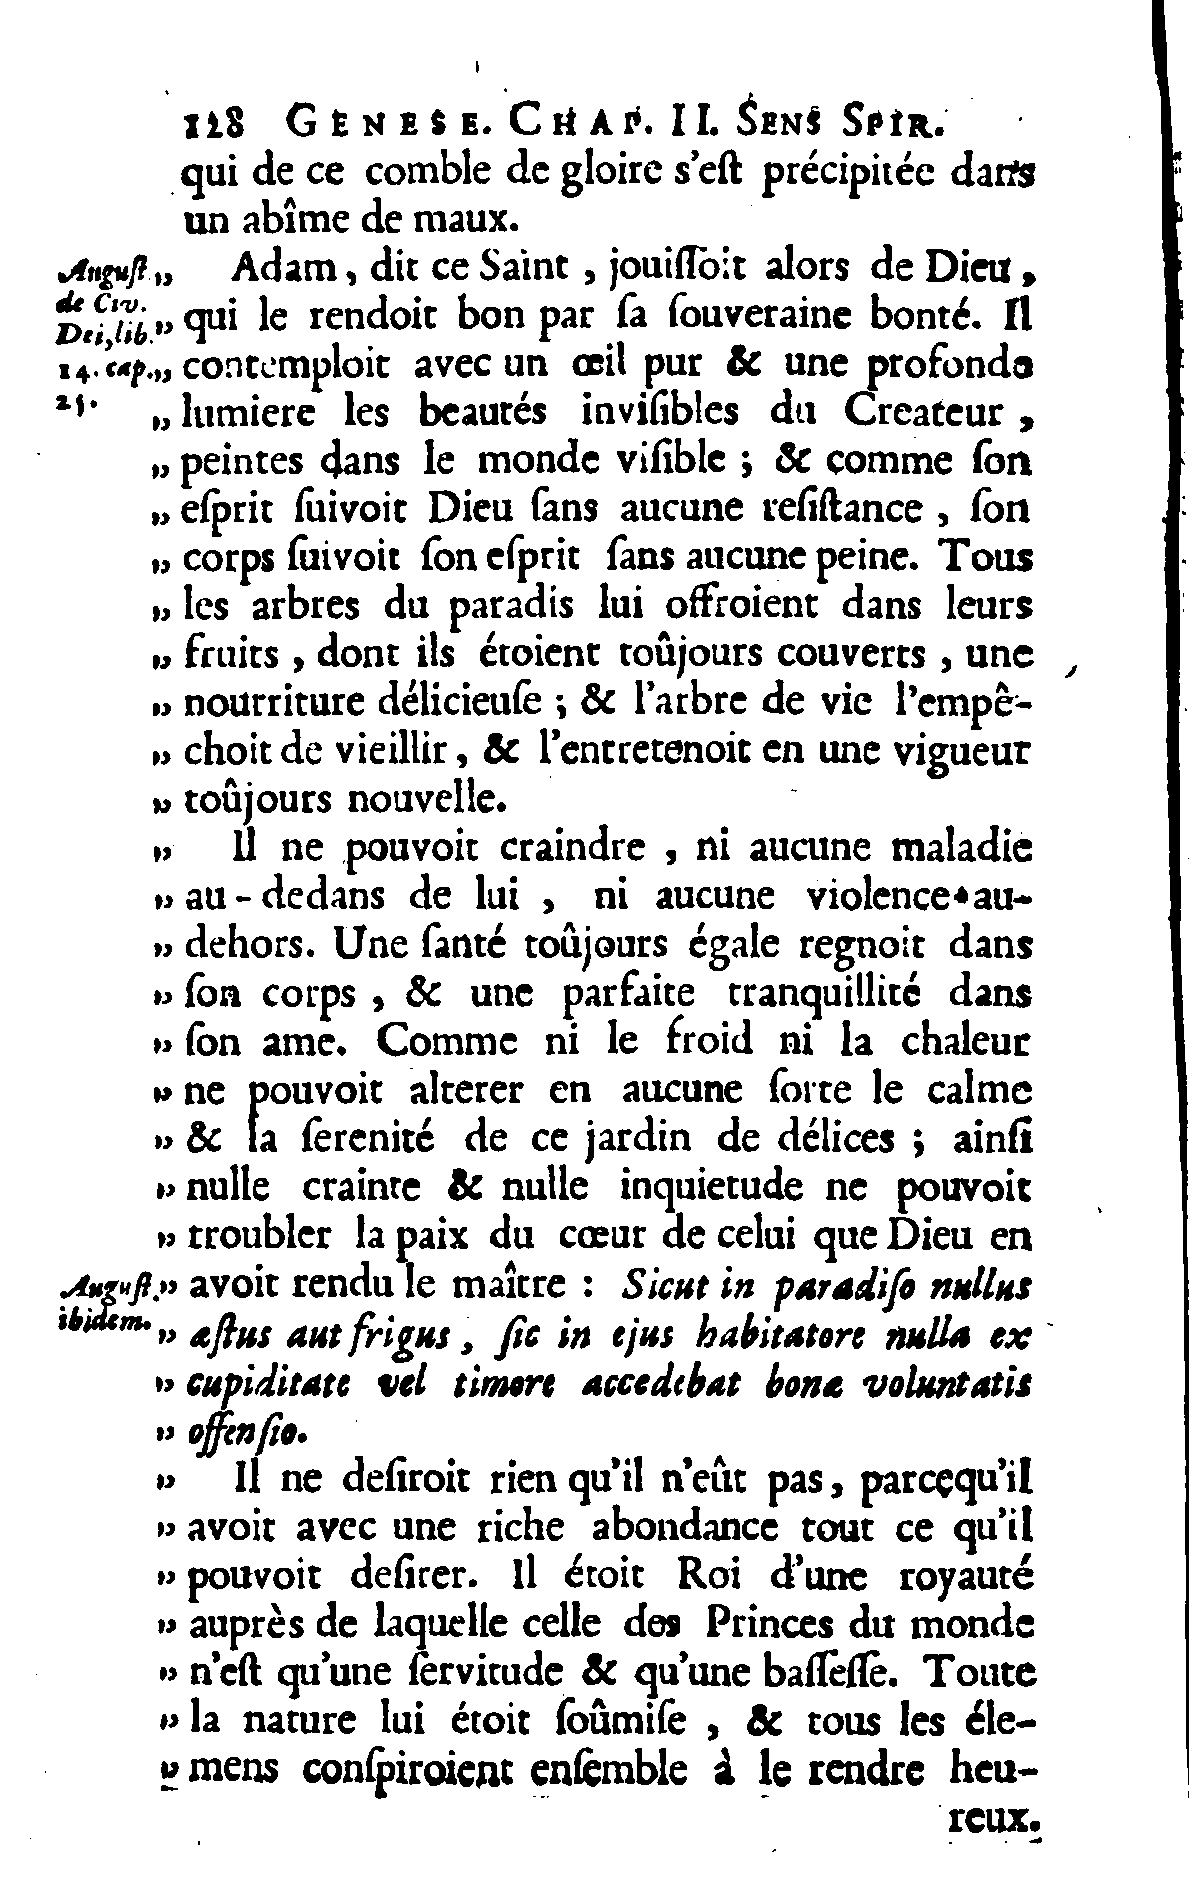 128 GENESE. CHAP. II. SENS SPIR.
qui de ce comble de gloire s'eſt précipitée dans
un abîme de maux.
Auguſt. „ Adam, dit ce Saint, jouiſſoit alors de Dieu,
de Civ.
Dei, lib. „ qui le rendoit bon par ſa ſouveraine bonté. Il
14. cap. „ contemploit avec un œil pur & une profonde
25. „ lumiere les beautés inviſibles du Createur,
„ peintes dans le monde viſible ; & comme ſon
„ eſprit ſuivoit Dieu ſans aucune reſiſtance, ſon
„ corps ſuivoit ſon eſprit ſans aucune peine. Tous
„ les arbres du paradis lui offroient dans leurs
„ fruits, dont ils étoient toûjours couverts, une
„ nourriture délicieuſe ; & l'arbre de vie l'empê-
„ choit de vieillir, & l'entretenoit en une vigueur
„ toûjours nouvelle.
„ Il ne pouvoit craindre, ni aucune maladie
„ au-dedans de lui, ni aucune violence au-
„ dehors. Une ſanté toûjours égale regnoit dans
„ ſon corps, & une parfaite tranquillité dans
„ ſon ame. Comme ni le froid ni la chaleur
„ ne pouvoit alterer en aucune ſorte le calme
„ & la ſerenité de ce jardin de délices ; ainſi
„ nulle crainte & nulle inquietude ne pouvoit
„ troubler la paix du cœur de celui que Dieu en
Auguſt. „ avoit rendu le maître : Sicut in paradiſo nullus
ibidem. „ æſtus aut frigus, ſic in ejus habitatore nulla ex
„ cupiditate vel timore accedebat bonæ voluntatis
„ offenſio.
„ Il ne deſiroit rien qu'il n'eût pas, parcequ'il
„ avoit avec une riche abondance tout ce qu'il
„ pouvoit deſirer. Il étoit Roi d'une royauté
„ auprès de laquelle celle des Princes du monde
„ n'eſt qu'une ſervitude & qu'une baſſeſſe. Toute
„ la nature lui étoit ſoûmiſe, & tous les éle-
„ mens conſpiroient enſemble à le rendre heu-
reux.